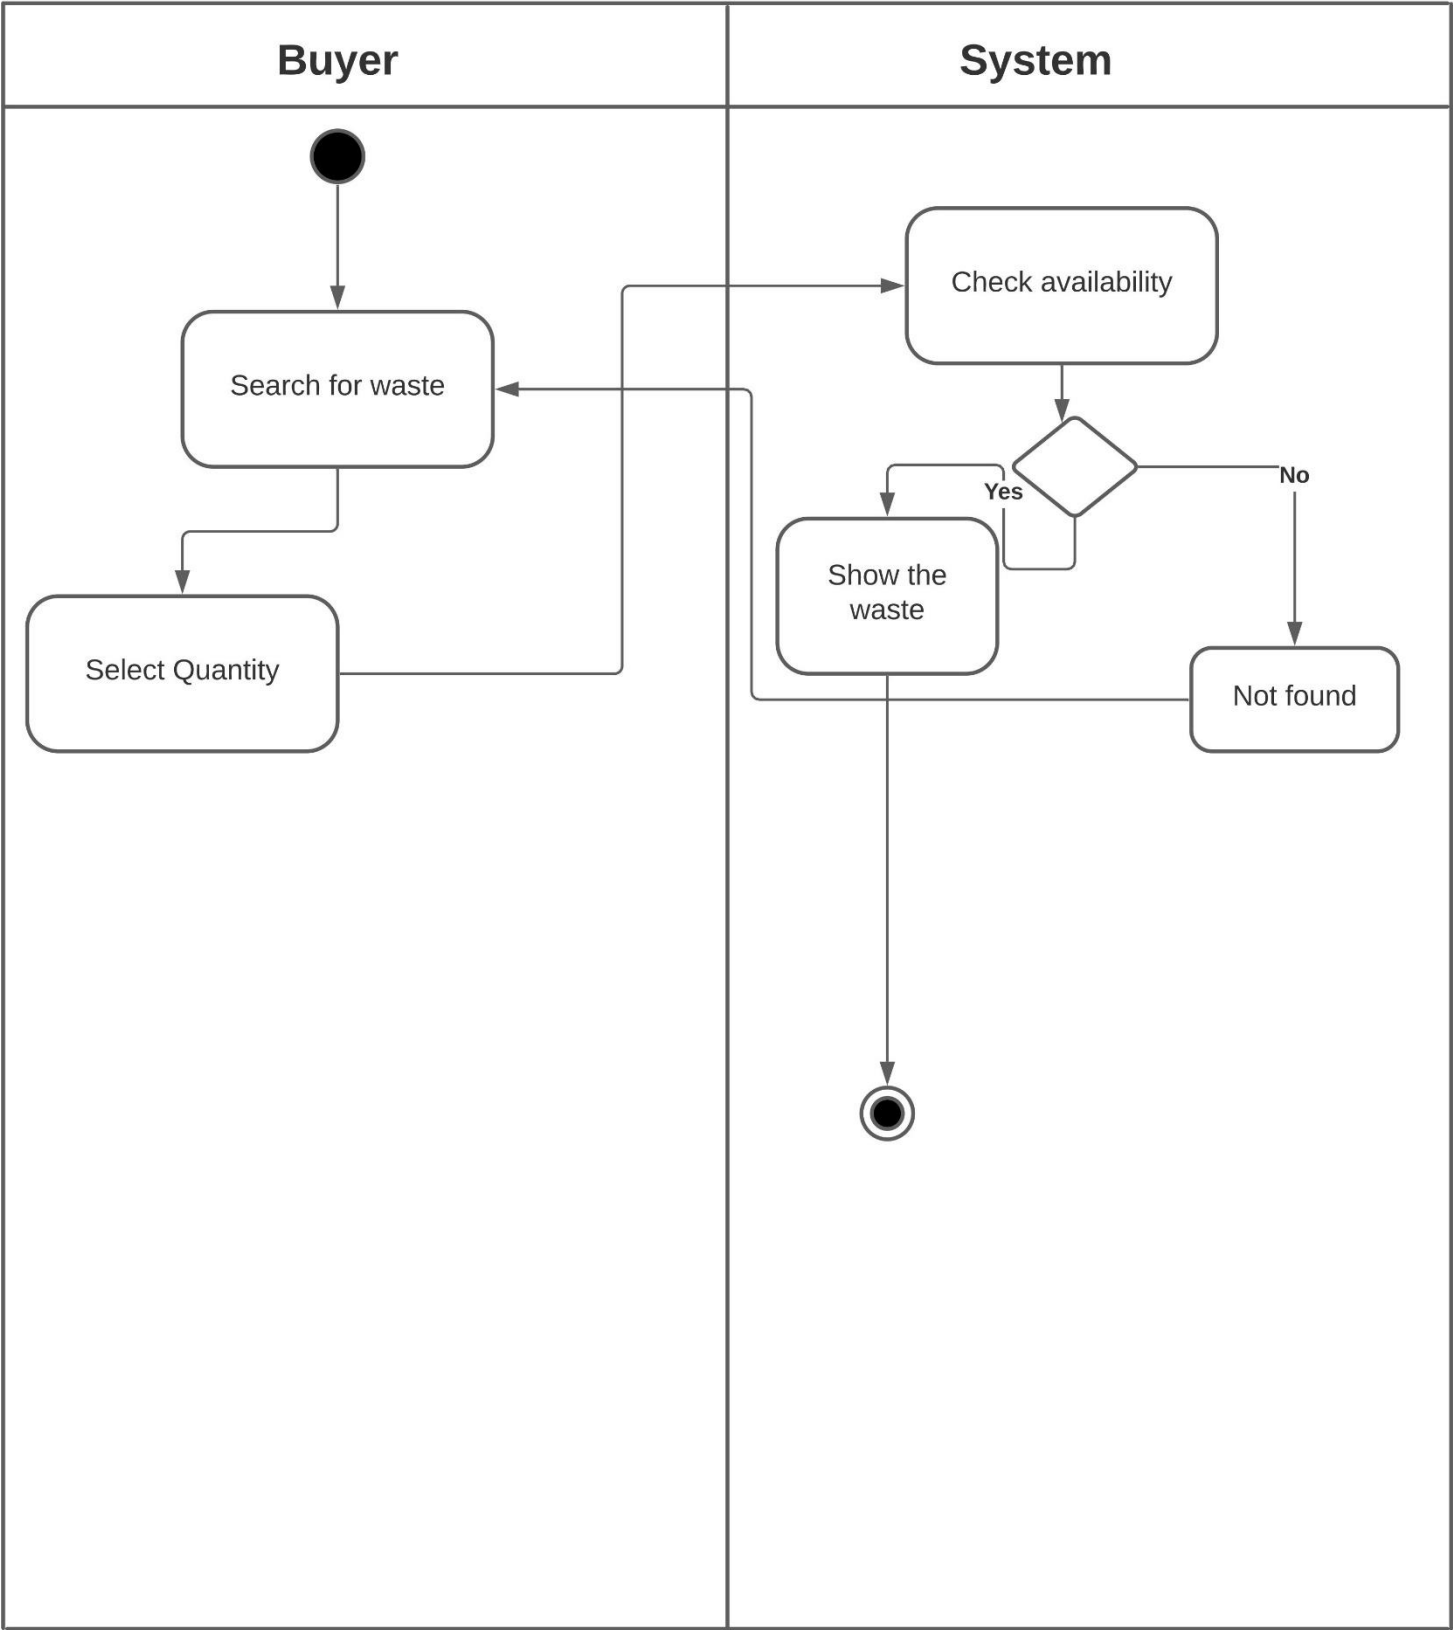 Buyer
System
Check availability
Search for waste
Yes
No
Show the
waste
Select Quantity
Not found